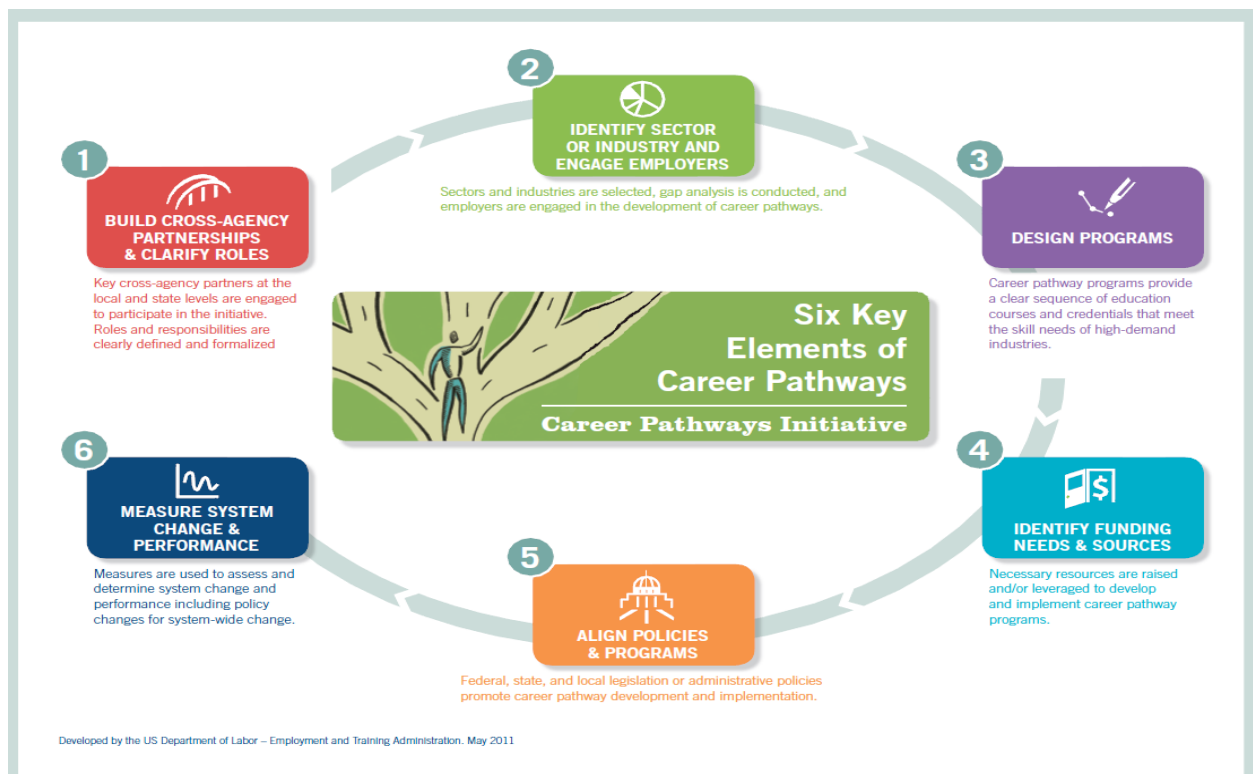 1
BUILD CROSS-AGENCY
PARTNERSHIPS
& CLARIFY ROLES
Key cross-agency partners at the
local and state levels are engaged
to participate in the initiative.
Roles and responsibilities are
clearly defined and formalized
2
IDENTIFY SECTOR
OR INDUSTRY AND
ENGAGE EMPLOYERS
Sectors and industries are selected, gap analysis is conducted, and
employers are engaged in the development of career pathways.
3
DESIGN PROGRAMS
Career pathway programs provide
a clear sequence of education
courses and credentials that meet
the skill needs of high-demand
industries.
Six Key
Elements of
Career Pathways
Career Pathways Initiative
4
$
IDENTIFY FUNDING
NEEDS & SOURCES
Necessary resources are raised
and/or leveraged to develop
and implement career pathway
programs.
5
ALIGN POLICIES
& PROGRAMS
Federal, state, and local legislation or administrative policies
promote career pathway development and implementation.
6
MEASURE SYSTEM
CHANGE &
PERFORMANCE
Measures are used to assess and
determine system change and
performance including policy
changes for system-wide change.
Developed by the US Department of Labor – Employment and Training Administration. May 2011